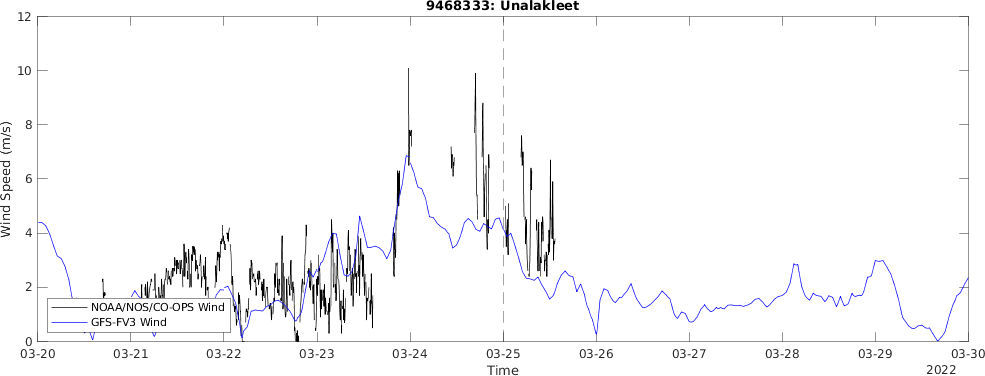 9468333: Unalakleet
12
10
8
6
4
2
0
Wind Speed (m/s)
NOAA/NOS/CO-OPS Wind
GFS-FV3 Wind
03-20 03-21 03-22 03-23 03-24 03-25 03-26 03-27 03-28 03-29 03-30
Time
2022